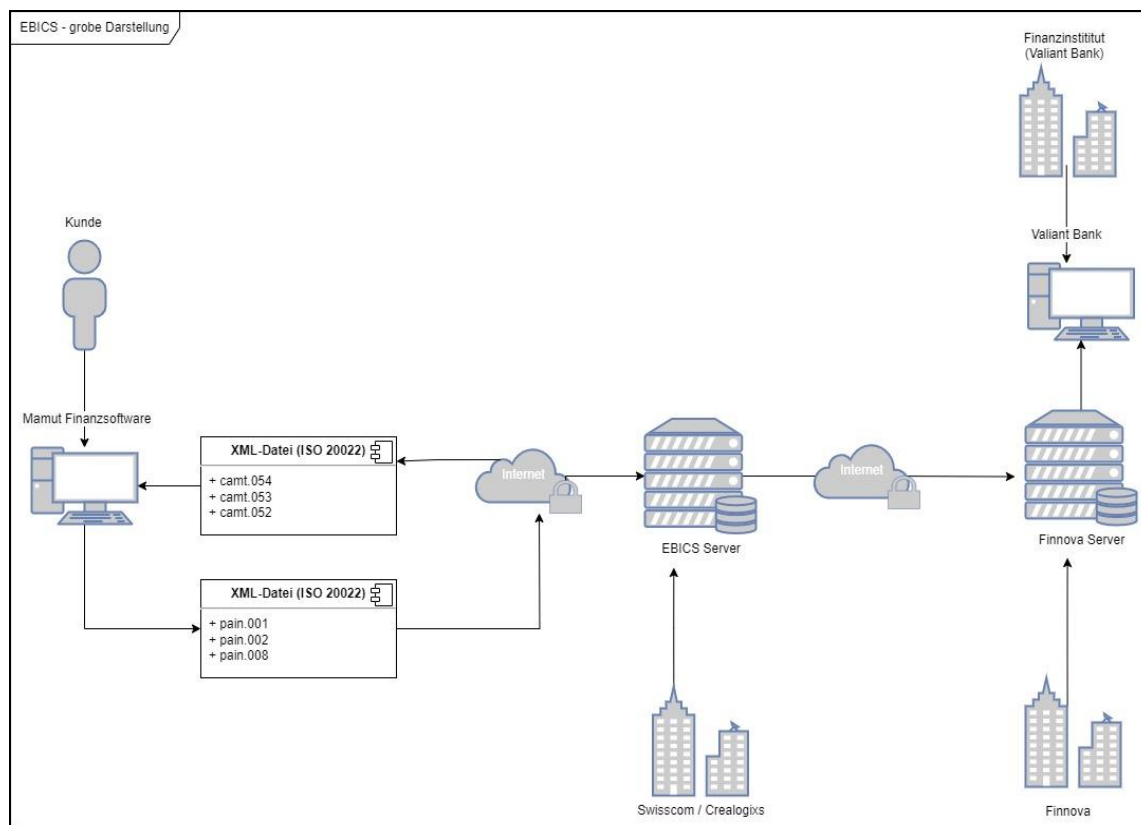 EBICS - grobe Darstellung
Finanzinstititut
(Valiant Bank)
Kunde
Valiant Bank
Mamut Finanzsoftware
XML-Datei (ISO 20022)
+ camt.054
+ camt.053
+ camt.052
Internet
Internet
EBICS Server
Finnova Server
XML-Datei (ISO 20022)
+ pain.001
+ pain.002
+ pain.008
Swisscom / Crealogixs
Finnova